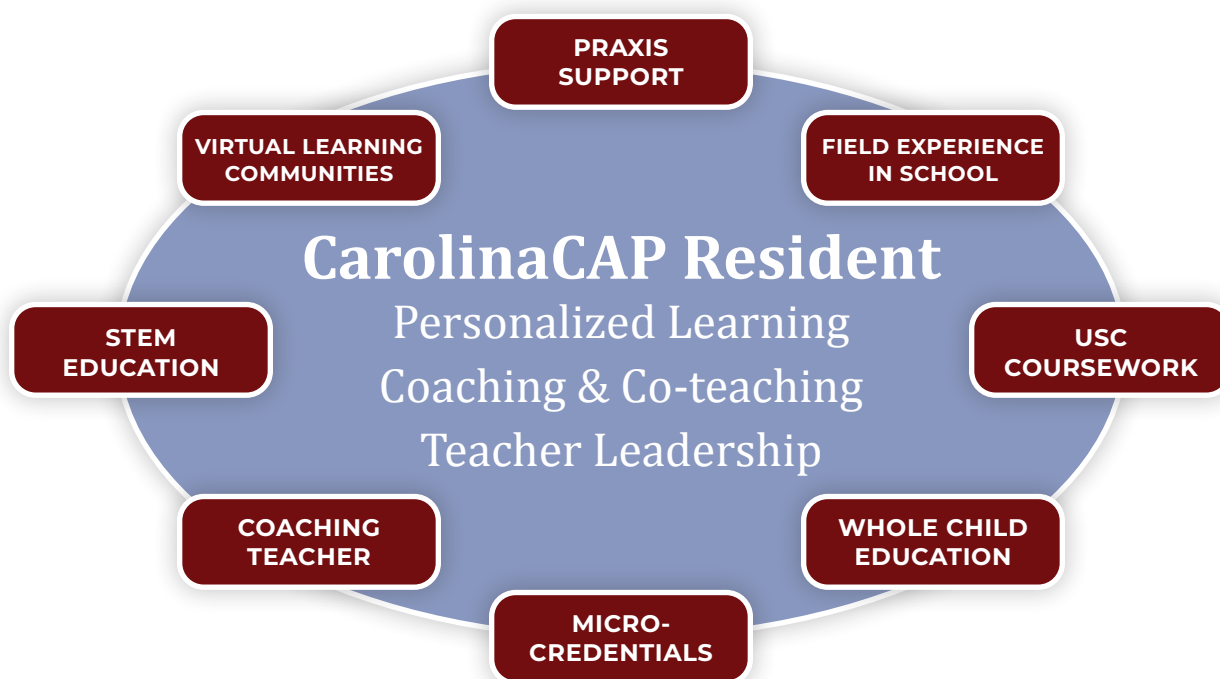 PRAXIS
SUPPORT
VIRTUAL LEARNING
COMMUNITIES
FIELD EXPERIENCE
IN SCHOOL
CarolinaCAP Resident
Personalized Learning
Coaching & Co-teaching
Teacher Leadership
STEM
EDUCATION
USC
COURSEWORK
COACHING
TEACHER
WHOLE CHILD
EDUCATION
MICRO-
CREDENTIALS